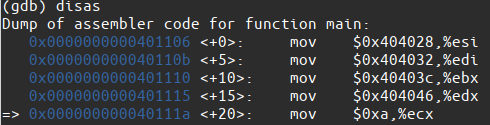 (gdb) disas
Dump of assembler code for function main:
   0x0000000000401106 <+0>:     mov    $0x404028,%esi
   0x000000000040110b <+5>:     mov    $0x404032,%edi
   0x0000000000401110 <+10>:    mov    $0x40403c,%ebx
   0x0000000000401115 <+15>:    mov    $0x404046,%edx
=> 0x000000000040111a <+20>:    mov    $0xa,%ecx